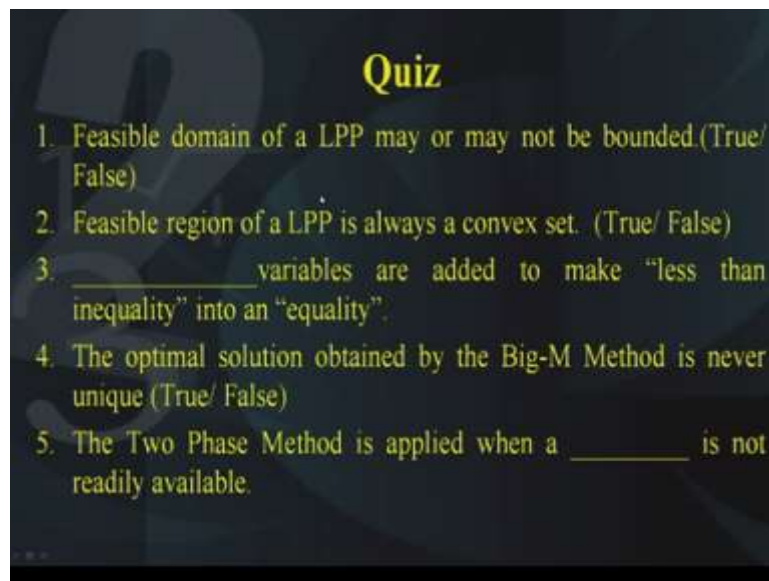 Quiz
1. Feasible domain of a LPP may or may not be bounded.(True/
False)
2. Feasible region of a LPP is always a convex set. (True/ False)
3. ____________variables are added to make “less than
inequality” into an “equality”.
4. The optimal solution obtained by the Big-M Method is never
unique (True/ False)
5. The Two Phase Method is applied when a ________ is not
readily available.